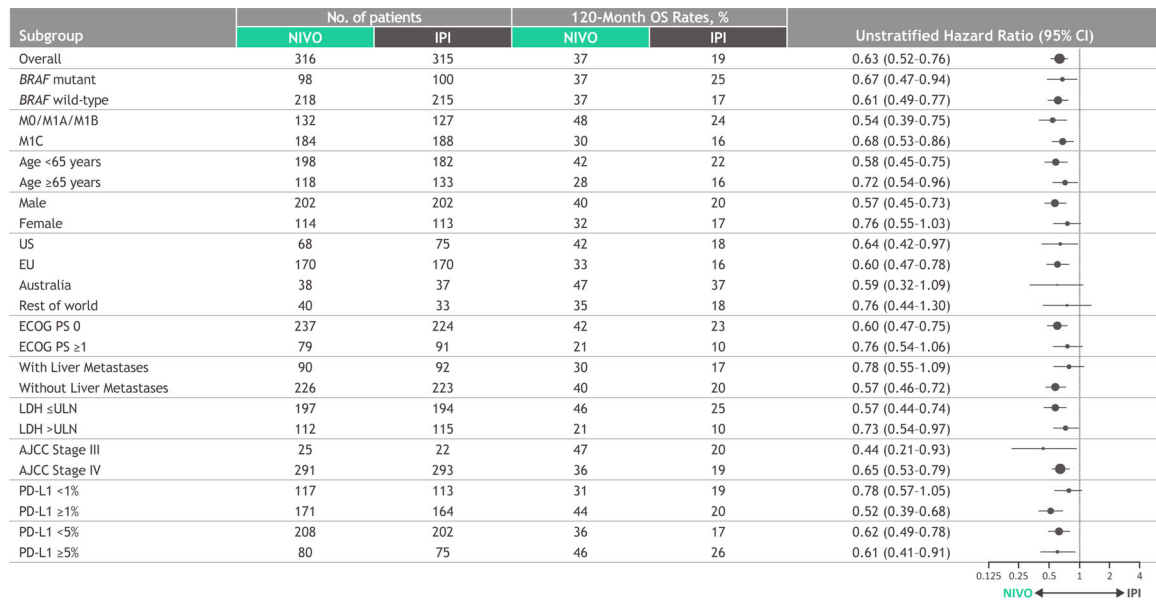 No. of patients 120-Month OS Rates, %
Subgroup NIVO IPI NIVO IPI Unstratified Hazard Ratio (95% CI)
Overall 316 315 37 19 0.63 (0.52-0.76)
BRAF mutant 98 100 37 25 0.67 (0.47-0.94)
BRAF wild-type 218 215 37 17 0.61 (0.49-0.77)
M0/M1A/M1B 132 127 48 24 0.54 (0.39-0.75)
M1C 184 188 30 16 0.68 (0.53-0.86)
Age <65 years 198 182 42 22 0.58 (0.45-0.75)
Age ≥65 years 118 133 28 16 0.72 (0.54-0.96)
Male 202 202 40 20 0.57 (0.45-0.73)
Female 114 113 32 17 0.76 (0.55-1.03)
US 68 75 42 18 0.64 (0.42-0.97)
EU 170 170 33 16 0.60 (0.47-0.78)
Australia 38 37 47 37 0.59 (0.32-1.09)
Rest of world 40 33 35 18 0.76 (0.44-1.30)
ECOG PS 0 237 224 42 23 0.60 (0.47-0.75)
ECOG PS ≥1 79 91 21 10 0.76 (0.54-1.06)
With Liver Metastases 90 92 30 17 0.78 (0.55-1.09)
Without Liver Metastases 226 223 40 20 0.57 (0.46-0.72)
LDH ≤ULN 197 194 46 25 0.57 (0.44-0.74)
LDH >ULN 112 115 21 10 0.73 (0.54-0.97)
AJCC Stage III 25 22 47 20 0.44 (0.21-0.93)
AJCC Stage IV 291 293 36 19 0.65 (0.53-0.79)
PD-L1 <1% 117 113 31 19 0.78 (0.57-1.05)
PD-L1 ≥1% 171 164 44 20 0.52 (0.39-0.68)
PD-L1 <5% 208 202 36 17 0.62 (0.49-0.78)
PD-L1 ≥5% 80 75 46 26 0.61 (0.41-0.91)
0.125 0.25 0.5 1 2 4
NIVO IPI